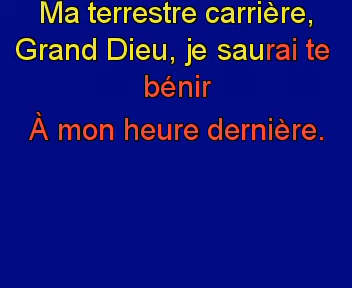 Ma terrestre carrière,
Grand Dieu, je saurai te
bénir
À mon heure dernière.